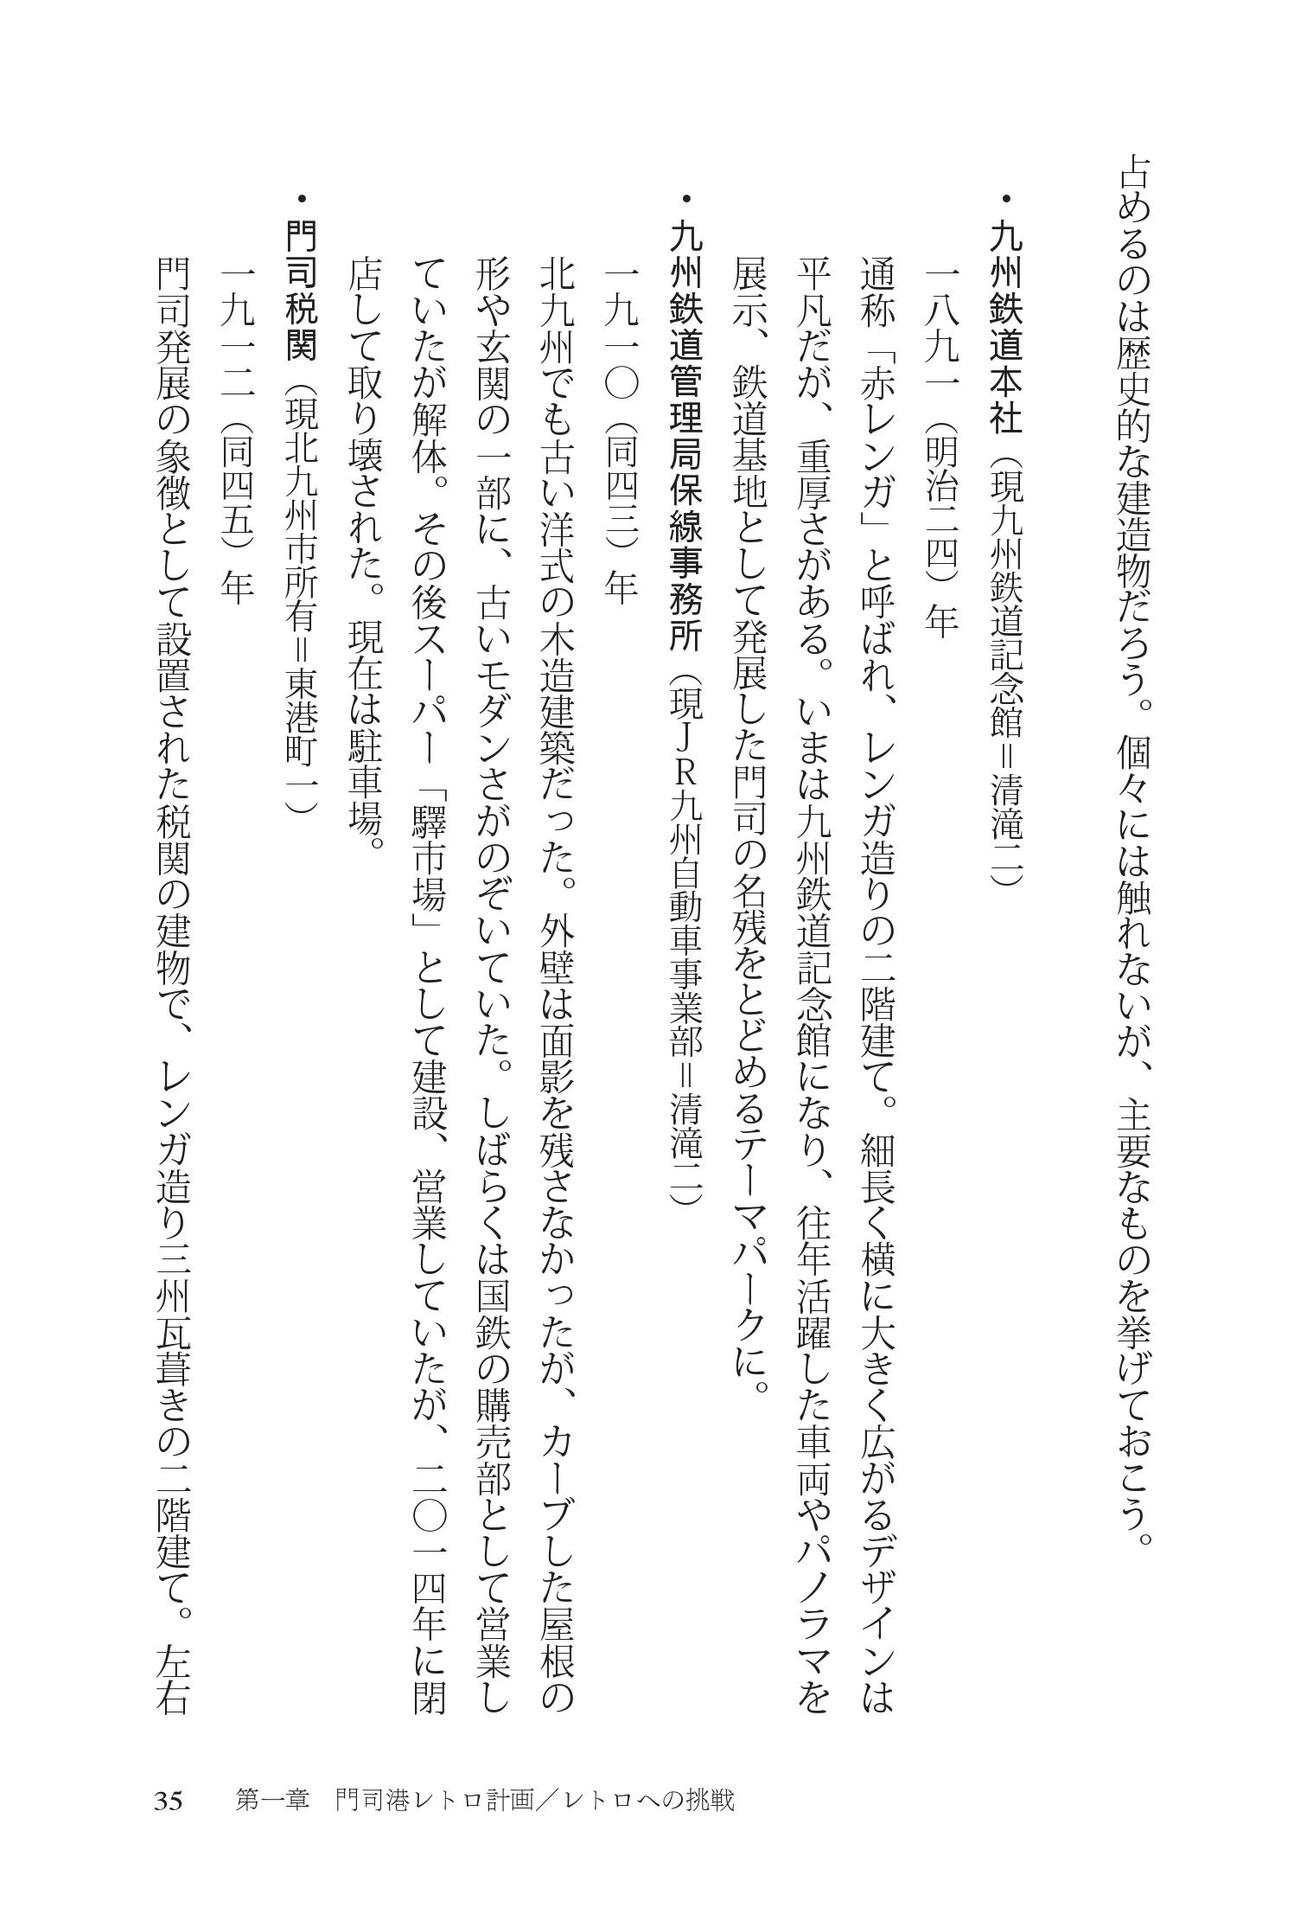 占めるのは歴史的な建造物だろう。個々には触れないが、主要なものを挙げておこう。
・九州鉄道本社（現九州鉄道記念館＝清滝二）
一八九一（明治二四）年
通称「赤レンガ」と呼ばれ、レンガ造りの二階建て。細長く横に大きく広がるデザインは
平凡だが、重厚さがある。いまは九州鉄道記念館になり、往年活躍した車両やパノラマを
展示、鉄道基地として発展した門司の名残をとどめるテーマパークに。
・九州鉄道管理局保線事務所（現ＪＲ九州自動車事業部＝清滝二）
一九一〇（同四三）年
北九州でも古い洋式の木造建築だった。外壁は面影を残さなかったが、カーブした屋根の
形や玄関の一部に、古いモダンさがのぞいていた。しばらくは国鉄の購売部として営業し
ていたが解体。その後スーパー「驛市場」として建設、営業していたが、二〇一四年に閉
店して取り壊された。現在は駐車場。
・門司税関（現北九州市所有＝東港町一）
一九一二（同四五）年
門司発展の象徴として設置された税関の建物で、レンガ造り三州瓦葺きの二階建て。左右
35 第一章　門司港レトロ計画／レトロへの挑戦